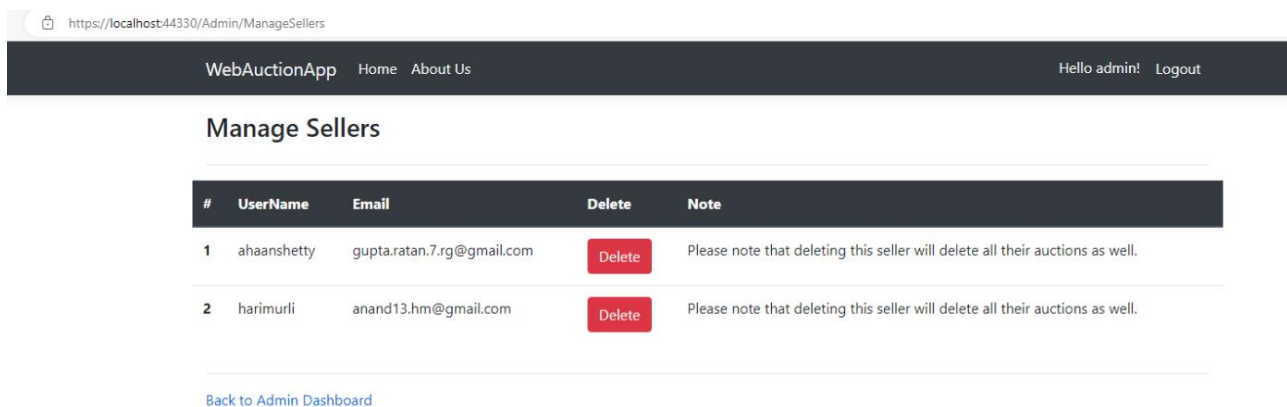 https://localhost:44330/Admin/ManageSellers
WebAuctionApp Home About Us Hello admin! Logout
Manage Sellers
# UserName Email Delete Note
1 ahaanshetty gupta.ratan.7.rg@gmail.com Delete Please note that deleting this seller will delete all their auctions as well.
2 harimurli anand13.hm@gmail.com Delete Please note that deleting this seller will delete all their auctions as well.
Back to Admin Dashboard